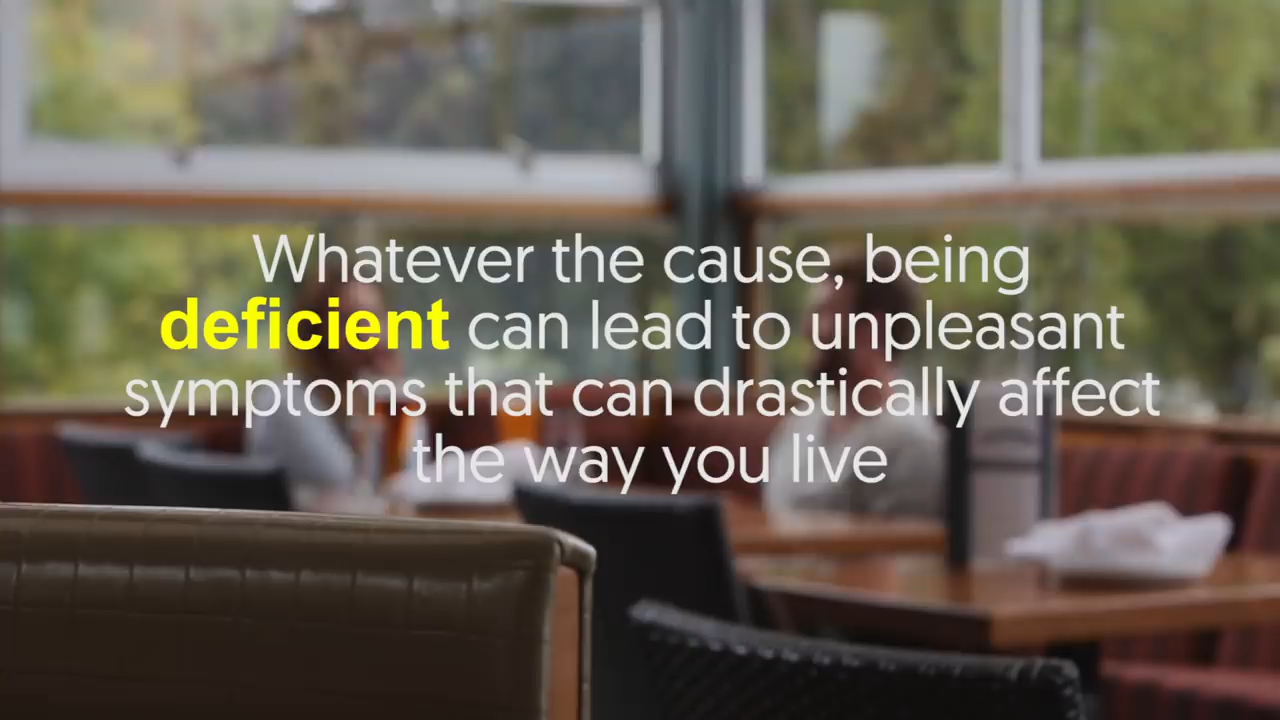 Whatever the cause, being
deficient can lead to unpleasant
symptoms that can drastically affect
the way you live